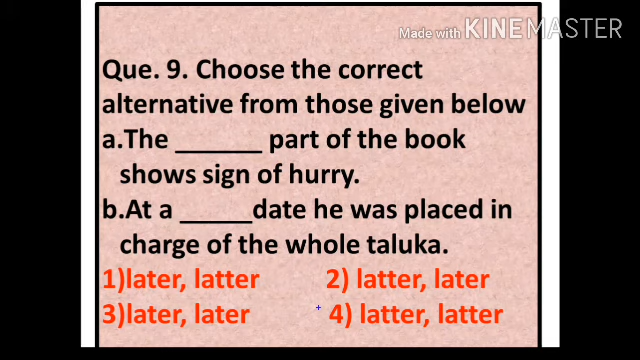 Made with KINEMASTER
Que. 9. Choose the correct
alternative from those given below
a.The ______ part of the book
shows sign of hurry.
b.At a _____date he was placed in
charge of the whole taluka.
1)later, latter 2) latter, later
3)later, later 4) latter, latter